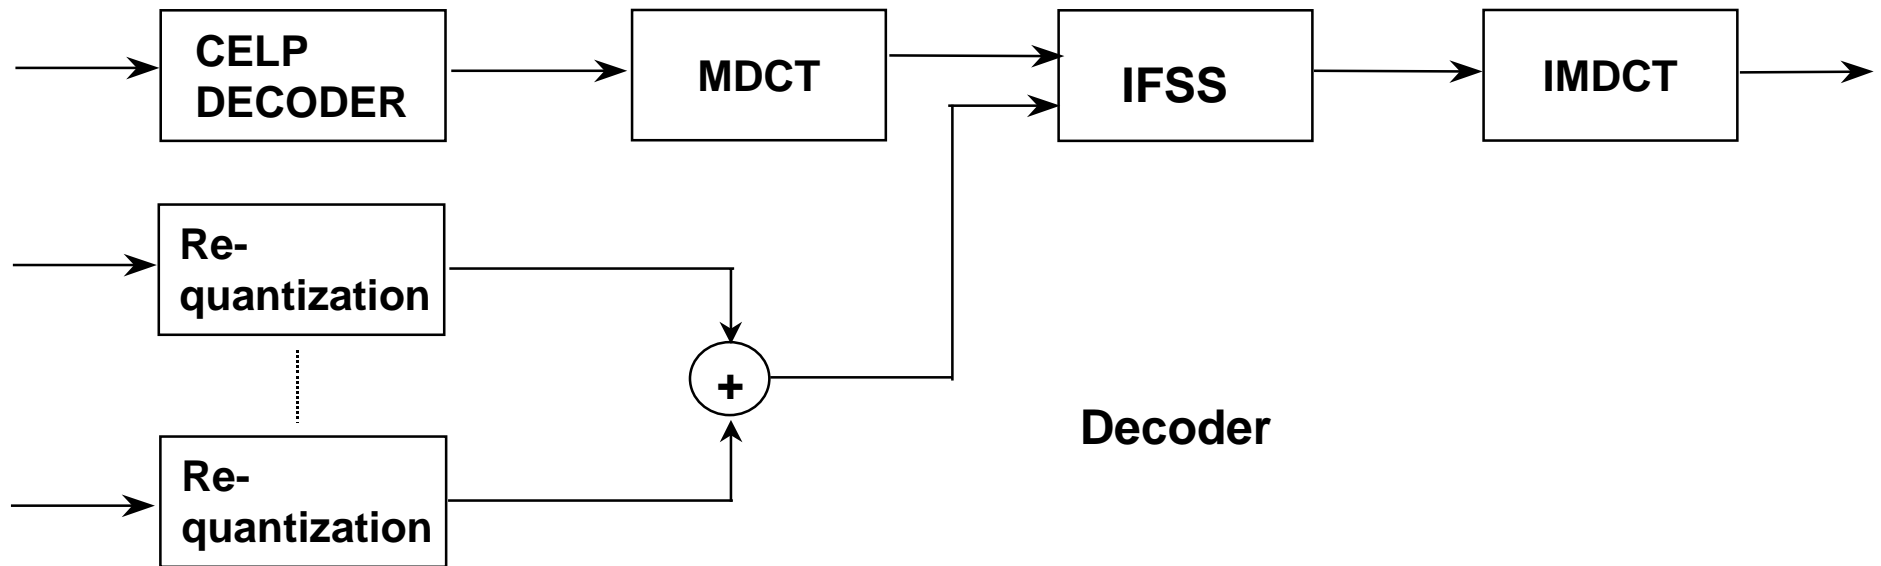 CELP
DECODER
MDCT
IFSS
IMDCT
Re-
quantization
+
Decoder
Re-
quantization